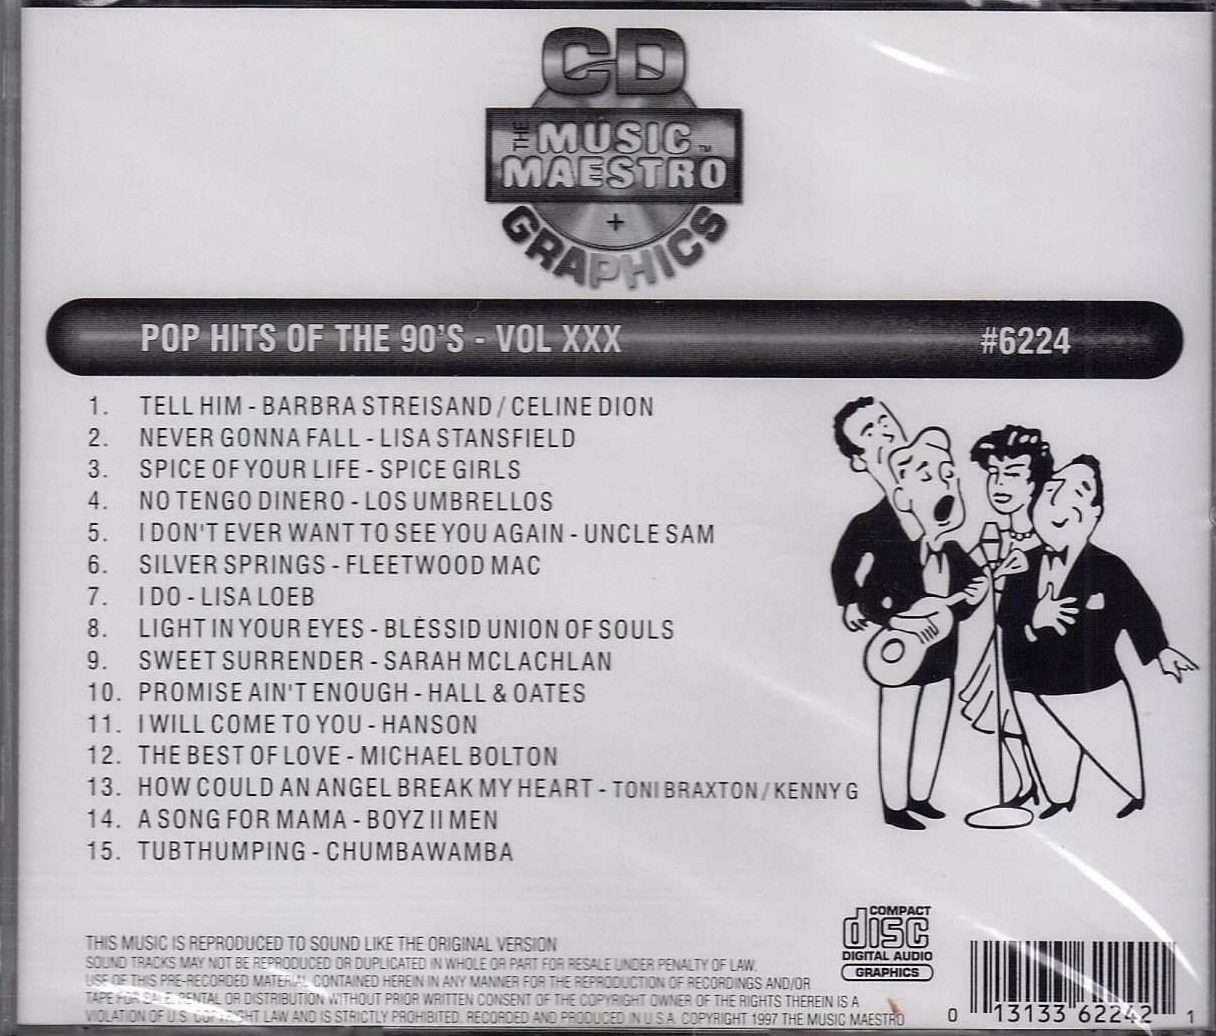 CD
THE MUSIC TM
MAESTRO
+
GRAPHICS
POP HITS OF THE 90'S - VOL XXX #6224
1. TELL HIM - BARBRA STREISAND / CELINE DION
2. NEVER GONNA FALL - LISA STANSFIELD
3. SPICE OF YOUR LIFE - SPICE GIRLS
4. NO TENGO DINERO - LOS UMBRELLOS
5. I DON'T EVER WANT TO SEE YOU AGAIN - UNCLE SAM
6. SILVER SPRINGS - FLEETWOOD MAC
7. I DO - LISA LOEB
8. LIGHT IN YOUR EYES - BLESSID UNION OF SOULS
9. SWEET SURRENDER - SARAH MCLACHLAN
10. PROMISE AIN'T ENOUGH - HALL & OATES
11. I WILL COME TO YOU - HANSON
12. THE BEST OF LOVE - MICHAEL BOLTON
13. HOW COULD AN ANGEL BREAK MY HEART - TONI BRAXTON / KENNY G
14. A SONG FOR MAMA - BOYZ II MEN
15. TUBTHUMPING - CHUMBAWAMBA
THIS MUSIC IS REPRODUCED TO SOUND LIKE THE ORIGINAL VERSION
SOUND TRACKS MAY NOT BE REPRODUCED OR DUPLICATED IN WHOLE OR PART FOR RESALE UNDER PENALTY OF LAW.
USE OF THIS PRE-RECORDED MATERIAL CONTAINED HEREIN IN ANY MANNER FOR THE REPRODUCTION OF RECORDINGS AND/OR
TAPE FOR SALE, RENTAL OR DISTRIBUTION WITHOUT PRIOR WRITTEN CONSENT OF THE COPYRIGHT OWNER OF THE RIGHTS THEREIN IS A
VIOLATION OF U.S. COPYRIGHT LAW AND IS STRICTLY PROHIBITED. RECORDED AND PRODUCED IN U.S.A. COPYRIGHT 1997 THE MUSIC MAESTRO
COMPACT
disc
DIGITAL AUDIO
GRAPHICS
0 13133 62242 1